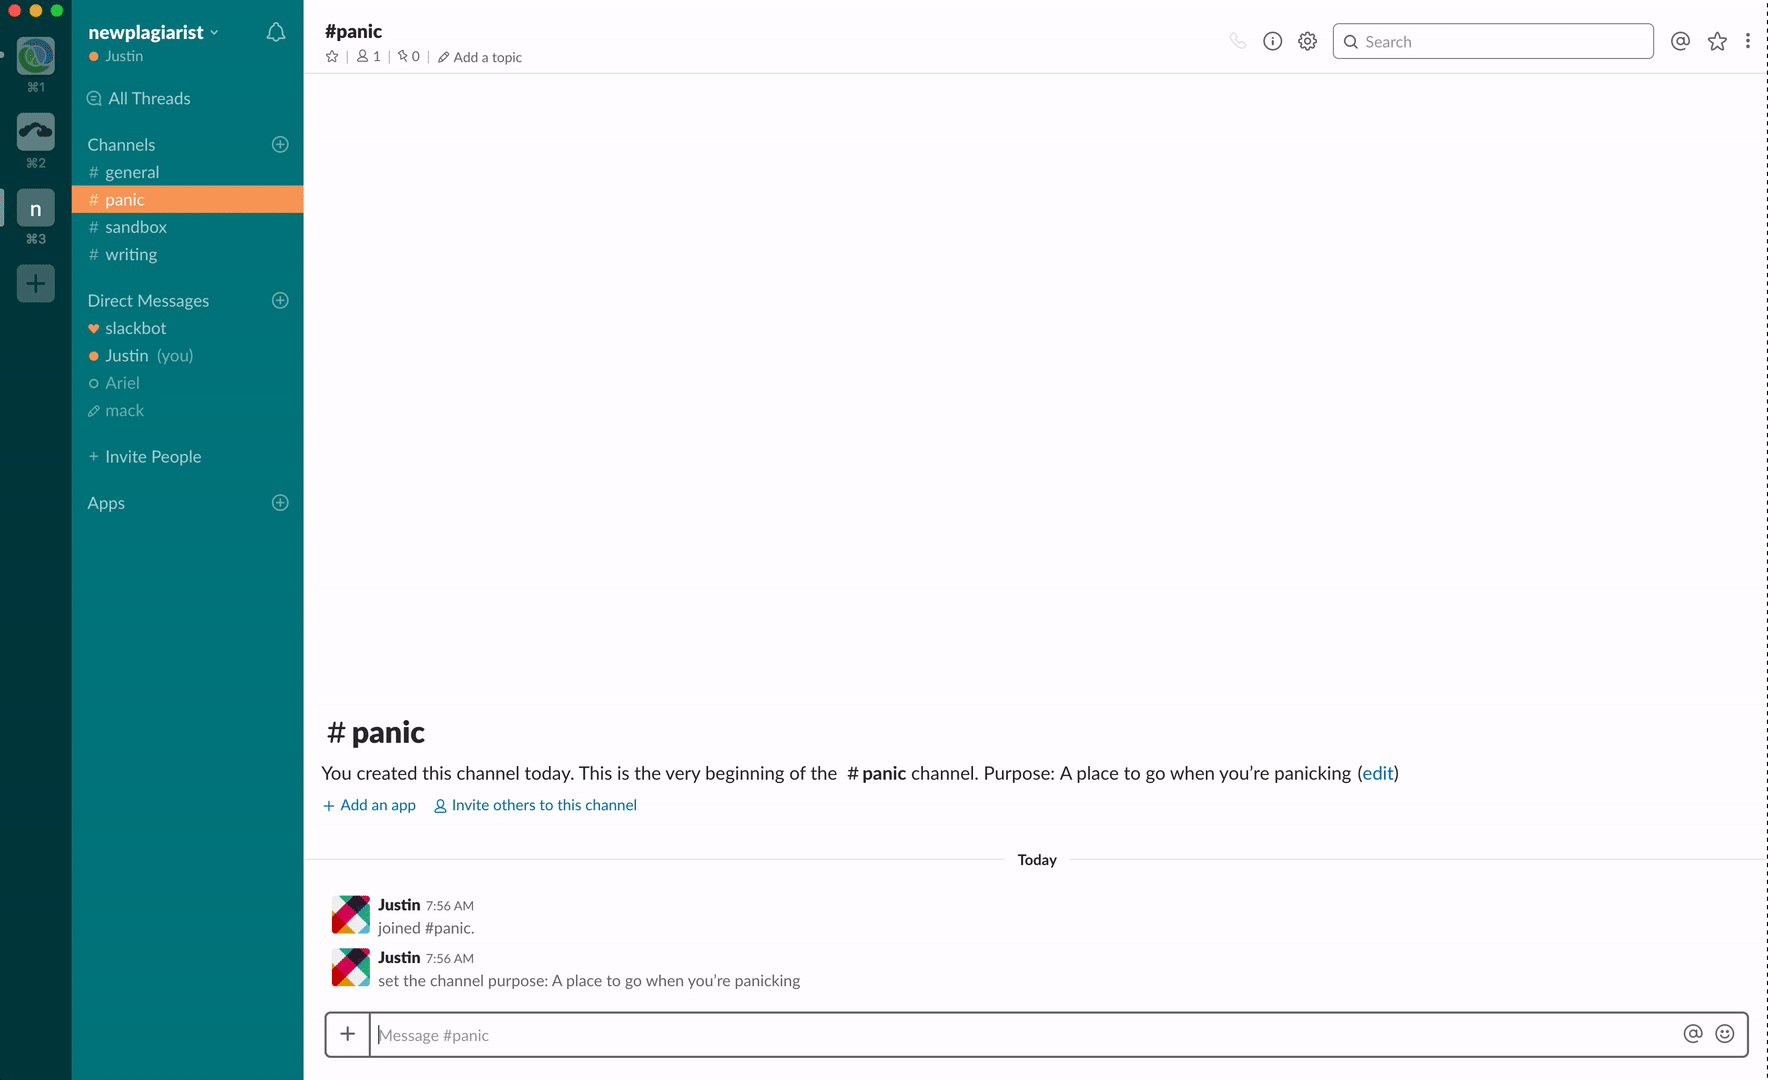 newplagiarist
Justin
⌘1
⌘2
n
⌘3
All Threads
Channels
# general
# panic
# sandbox
# writing
Direct Messages
slackbot
Justin (you)
Ariel
mack
+ Invite People
Apps
#panic
1 | 0 | Add a topic
Search
# panic
You created this channel today. This is the very beginning of the # panic channel. Purpose: A place to go when you’re panicking (edit)
+ Add an app Invite others to this channel
Today
Justin 7:56 AM
joined #panic.
Justin 7:56 AM
set the channel purpose: A place to go when you’re panicking
Message #panic